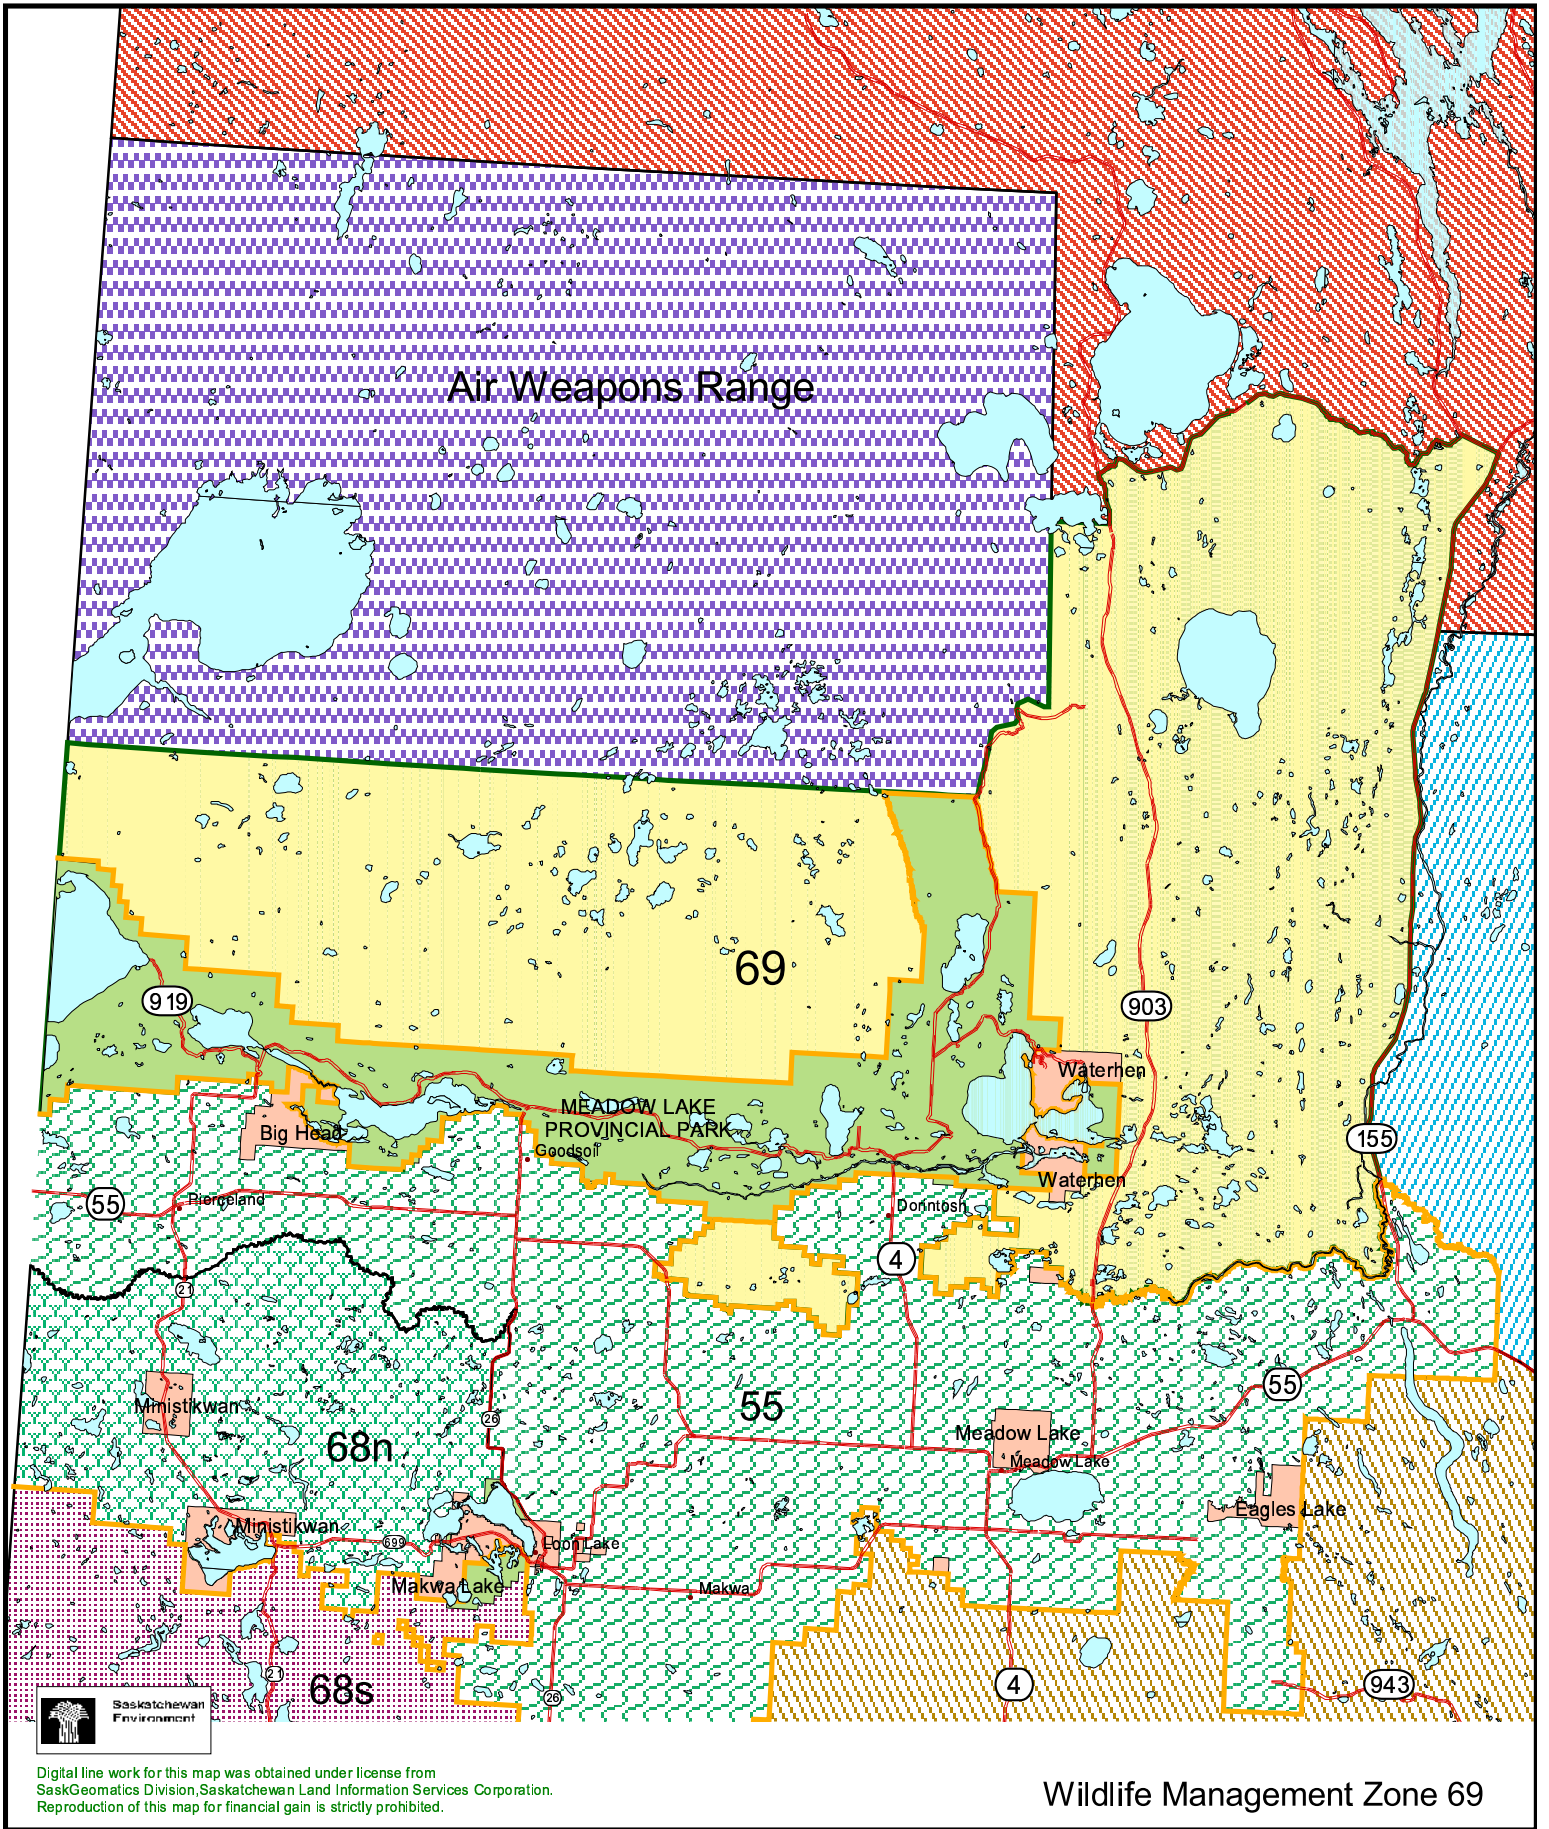 Air Weapons Range
69
919
903
Waterhen
MEADOW LAKE
PROVINCIAL PARK
Big Head
Goodsoil
155
Waterhen
55
Pierceland
Donntosh
4
21
55
26
55
Ministikwan
68n
Meadow Lake
Meadow Lake
Eagles Lake
Ministikwan
699
Loon Lake
Makwa Lake
Makwa
21
68s
26
4
943
Saskatchewan
Environment
Digital line work for this map was obtained under license from
SaskGeomatics Division,Saskatchewan Land Information Services Corporation.
Reproduction of this map for financial gain is strictly prohibited.
Wildlife Management Zone 69